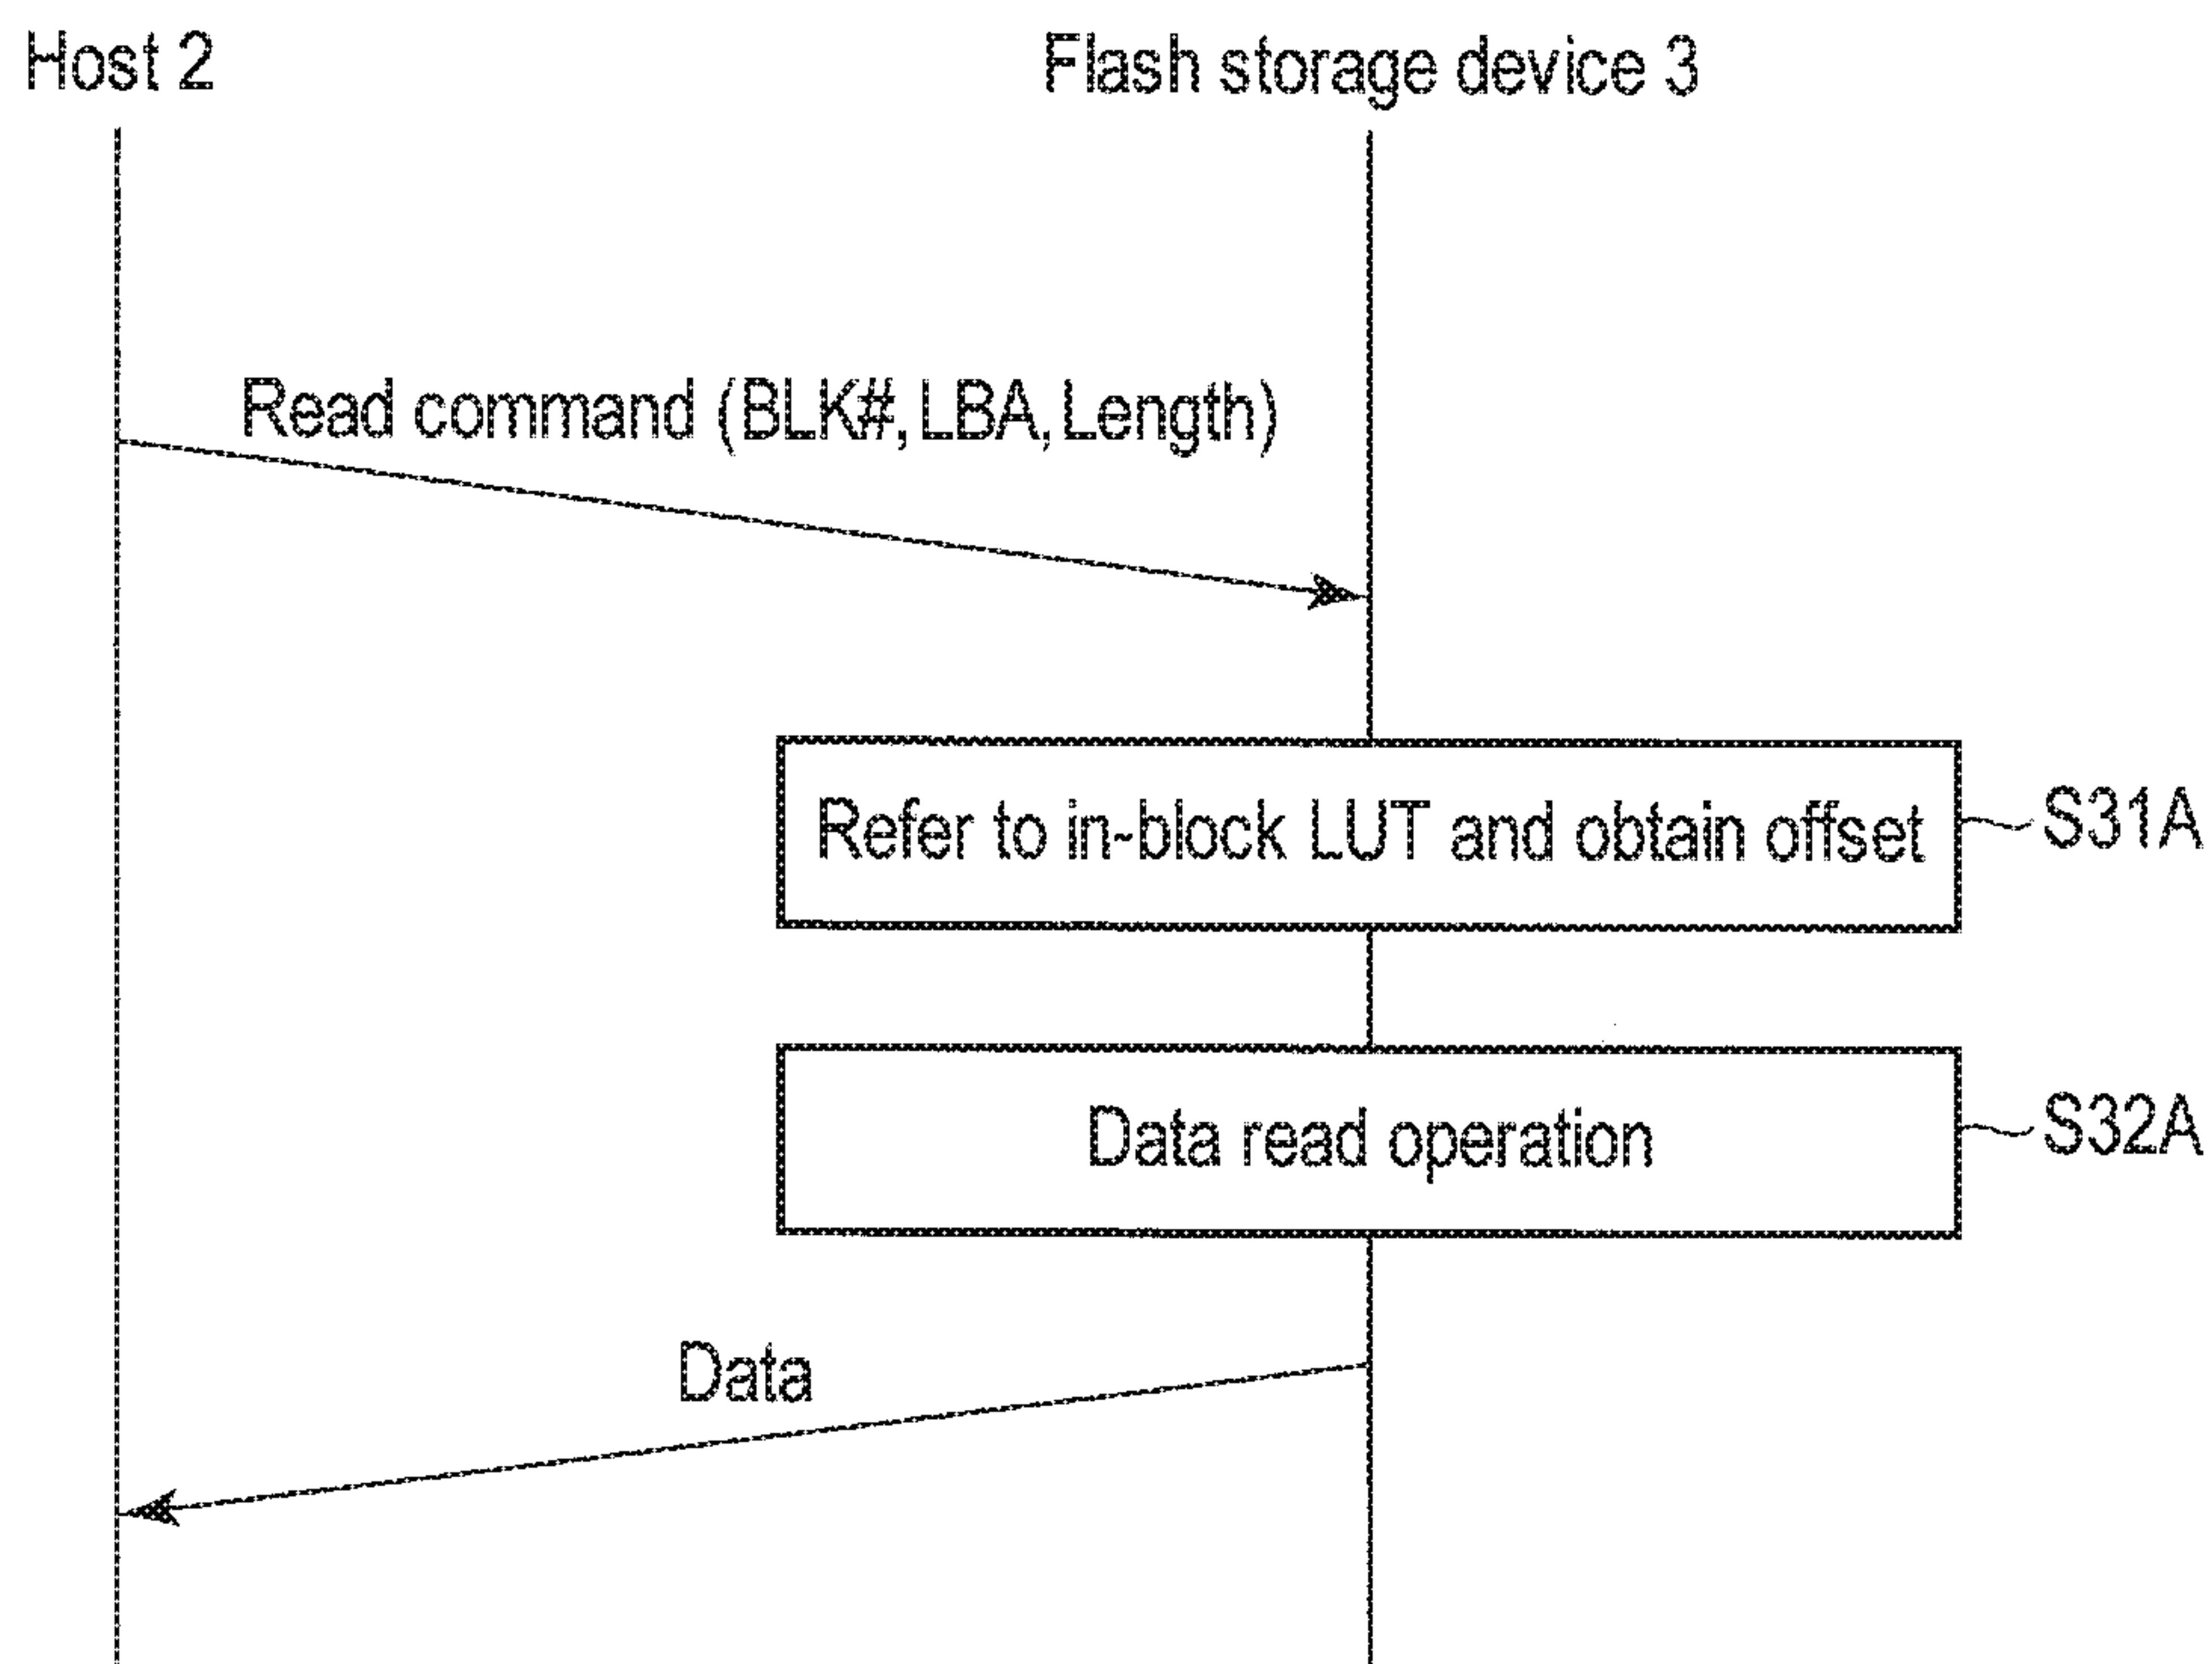 Host 2
Flash storage device 3
Read command (BLK#, LBA, Length)
Refer to in-block LUT and obtain offset
S31A
Data read operation
S32A
Data